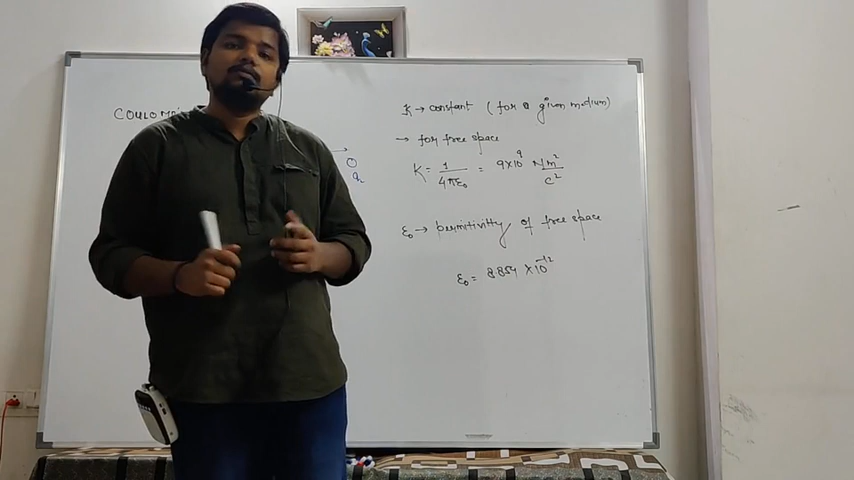 COULOM
K → constant (for a given medium)
→ for free space
K = 1/4πε₀ = 9×10⁹ Nm²/C²
q
ε₀ → permitivitty of free space
ε₀ = 8.854 × 10⁻¹²